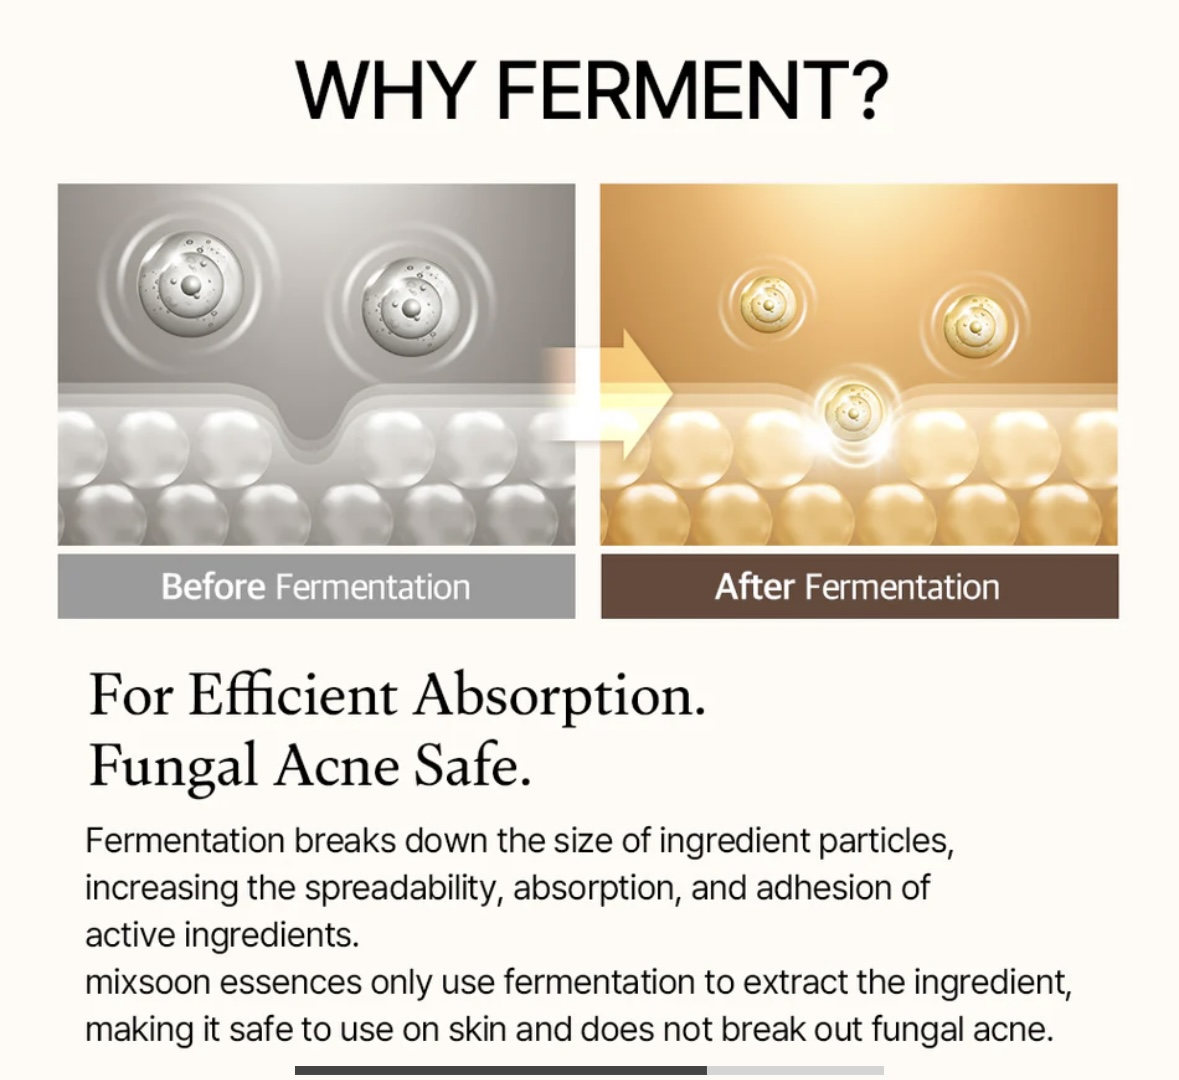 WHY FERMENT?
Before Fermentation
After Fermentation
For Efficient Absorption.
Fungal Acne Safe.
Fermentation breaks down the size of ingredient particles,
increasing the spreadability, absorption, and adhesion of
active ingredients.
mixsoon essences only use fermentation to extract the ingredient,
making it safe to use on skin and does not break out fungal acne.